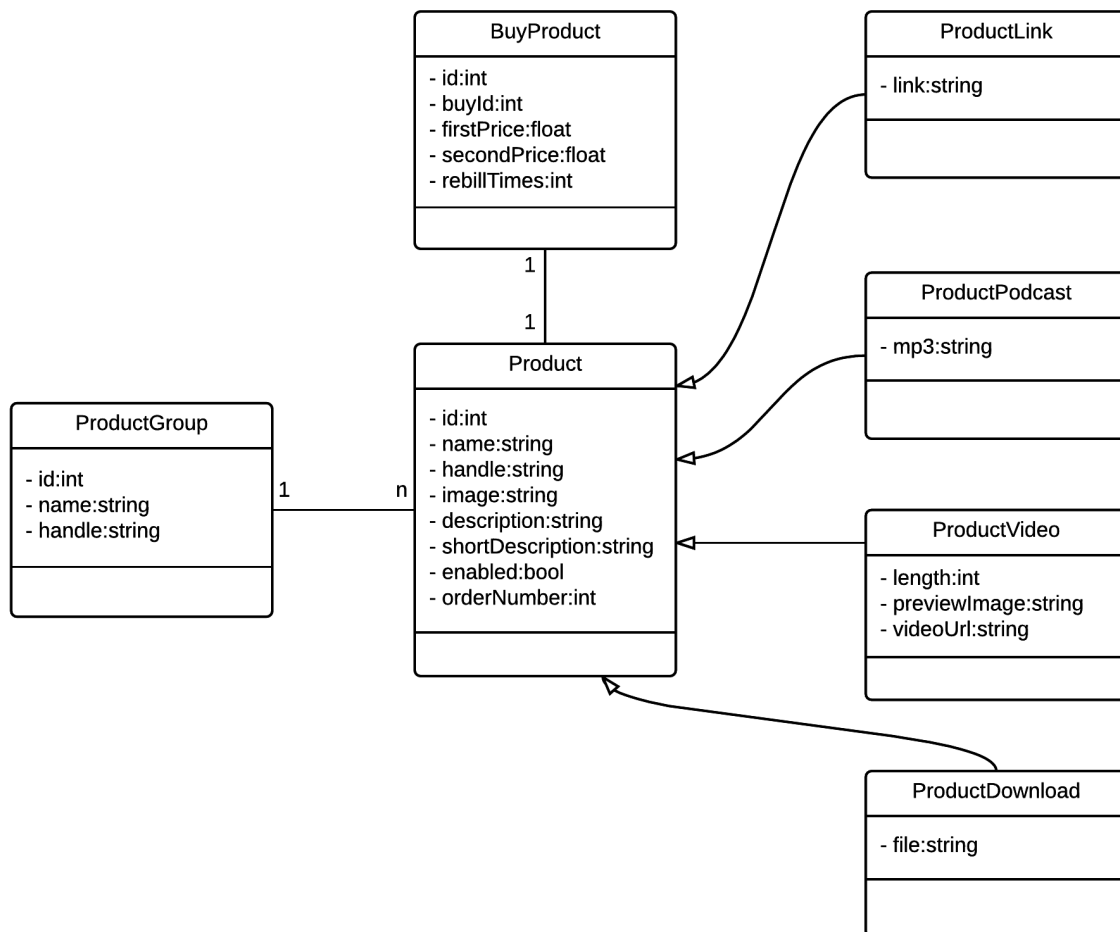 BuyProduct
- id:int
- buyId:int
- firstPrice:float
- secondPrice:float
- rebillTimes:int
ProductLink
- link:string
1
1
ProductPodcast
- mp3:string
Product
- id:int
- name:string
- handle:string
- image:string
- description:string
- shortDescription:string
- enabled:bool
- orderNumber:int
ProductGroup
- id:int
- name:string
- handle:string
1
n
ProductVideo
- length:int
- previewImage:string
- videoUrl:string
ProductDownload
- file:string